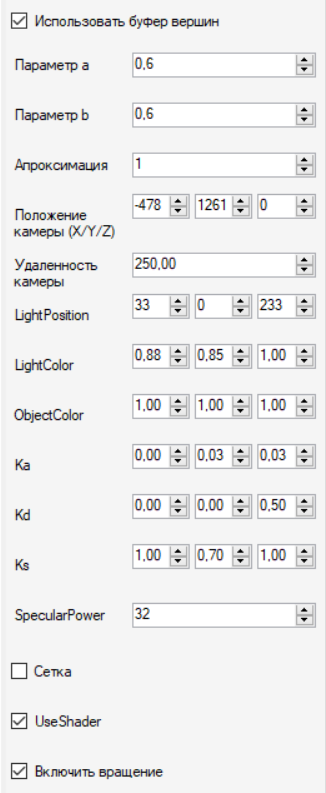 Использовать буфер вершин
Параметр a 0,6
Параметр b 0,6
Апроксимация 1
Положение
камеры (X/Y/Z) -478 1261 0
Удаленность
камеры 250,00
LightPosition 33 0 233
LightColor 0,88 0,85 1,00
ObjectColor 1,00 1,00 1,00
Ka 0,00 0,03 0,03
Kd 0,00 0,00 0,50
Ks 1,00 0,70 1,00
SpecularPower 32
Сетка
UseShader
Включить вращение